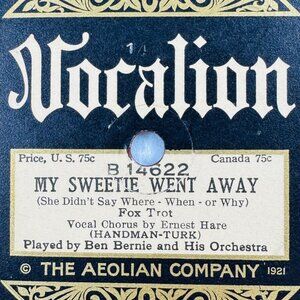 Vocalion
Price, U. S. 75c Canada 75c
B 14622
MY SWEETIE WENT AWAY
(She Didn't Say Where - When - or Why)
Fox Trot
Vocal Chorus by Ernest Hare
(HANDMAN-TURK)
Played by Ben Bernie and His Orchestra
© THE AEOLIAN COMPANY 1921